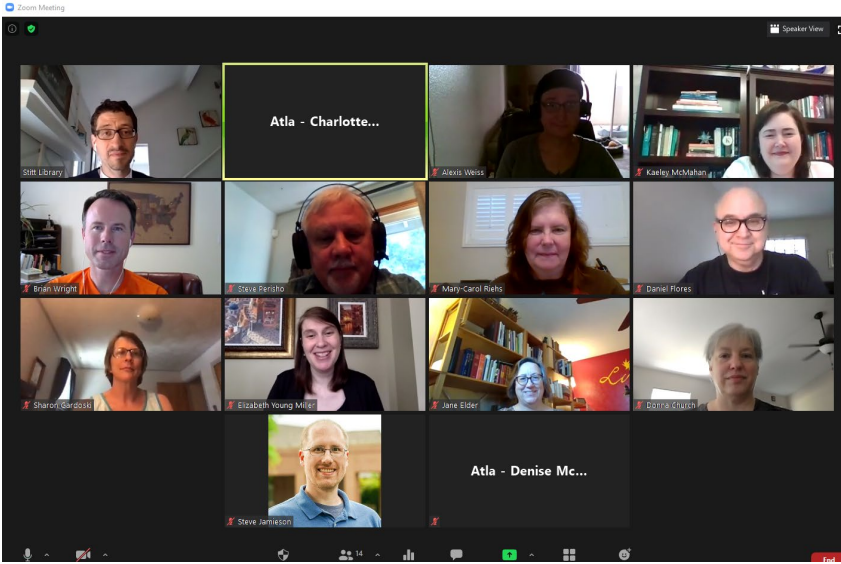 Zoom Meeting
Speaker View
Atla - Charlotte...
Stitt Library
Alexis Weiss
Kaeley McMahan
Brian Wright
Steve Perisho
Mary-Carol Riehs
Daniel Flores
Sharon Gardoski
Elizabeth Young Miller
Jane Elder
Donna Church
Li
Atla - Denise Mc...
Steve Jamieson
14
End